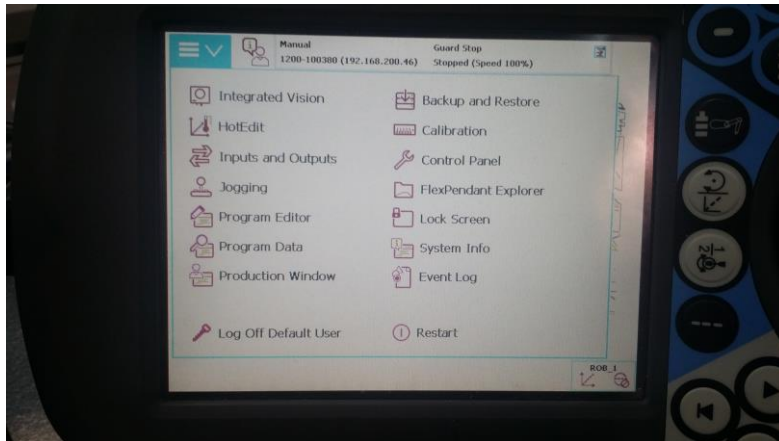 Manual
1200-100380 (192.168.200.46)
Guard Stop
Stopped (Speed 100%)
Integrated Vision
HotEdit
Inputs and Outputs
Jogging
Program Editor
Program Data
Production Window
Log Off Default User
Backup and Restore
Calibration
Control Panel
FlexPendant Explorer
Lock Screen
System Info
Event Log
Restart
ROB_1